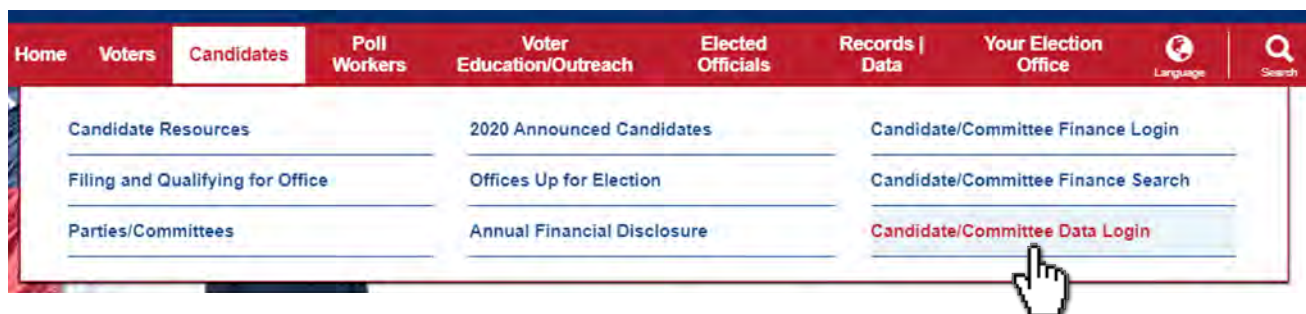 Home
Voters
Candidates
Poll
Workers
Voter
Education/Outreach
Elected
Officials
Records |
Data
Your Election
Office
Language
Search
Candidate Resources
2020 Announced Candidates
Candidate/Committee Finance Login
Filing and Qualifying for Office
Offices Up for Election
Candidate/Committee Finance Search
Parties/Committees
Annual Financial Disclosure
Candidate/Committee Data Login